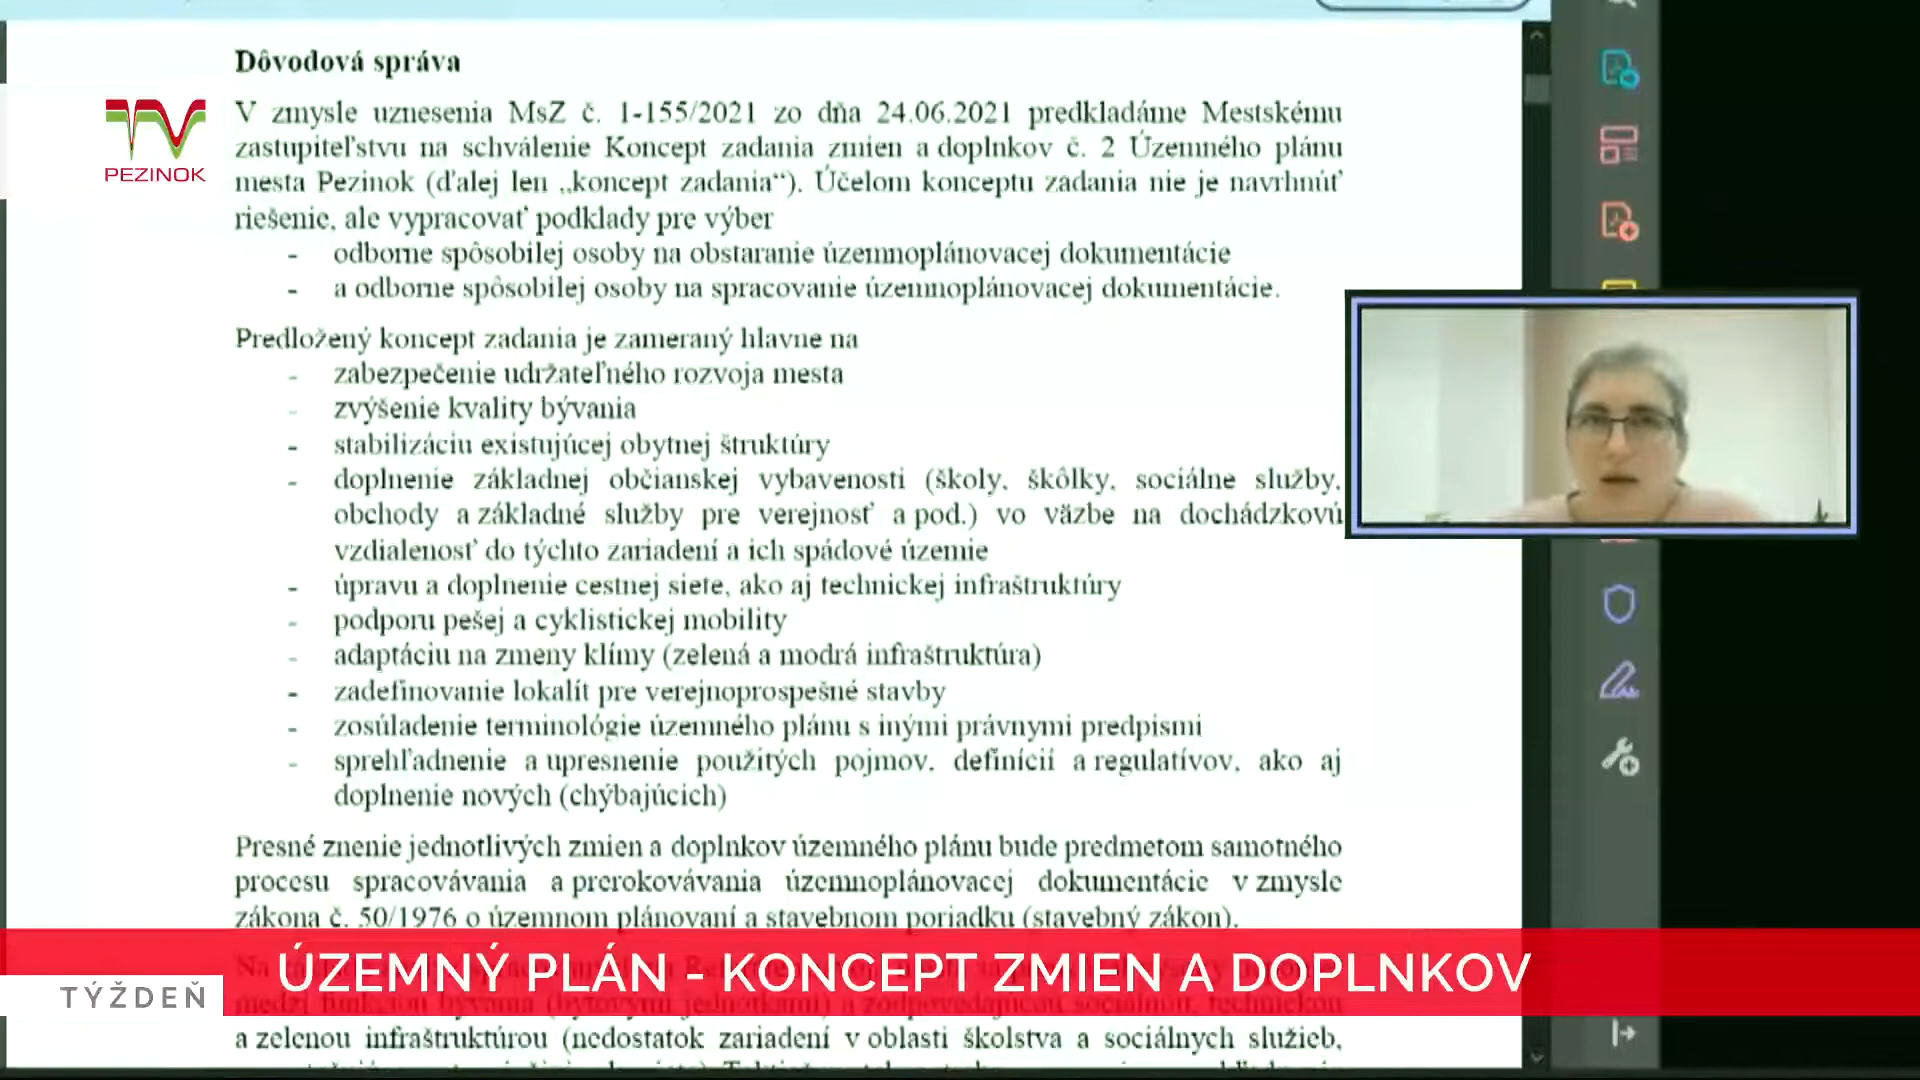 Dôvodová správa
V zmysle uznesenia MsZ č. 1-155/2021 zo dňa 24.06.2021 predkladáme Mestskému
zastupiteľstvu na schválenie Koncept zadania zmien a doplnkov č. 2 Územného plánu
mesta Pezinok (ďalej len „koncept zadania“). Účelom konceptu zadania nie je navrhnúť
riešenie, ale vypracovať podklady pre výber
- odborne spôsobilej osoby na obstaranie územnoplánovacej dokumentácie
- a odborne spôsobilej osoby na spracovanie územnoplánovacej dokumentácie.
Predložený koncept zadania je zameraný hlavne na
- zabezpečenie udržateľného rozvoja mesta
- zvýšenie kvality bývania
- stabilizáciu existujúcej obytnej štruktúry
- doplnenie základnej občianskej vybavenosti (školy, škôlky, sociálne služby,
obchody a základné služby pre verejnosť a pod.) vo väzbe na dochádzkovú
vzdialenosť do týchto zariadení a ich spádové územie
- úpravu a doplnenie cestnej siete, ako aj technickej infraštruktúry
- podporu pešej a cyklistickej mobility
- adaptáciu na zmeny klímy (zelená a modrá infraštruktúra)
- zadefinovanie lokalít pre verejnoprospešné stavby
- zosúladenie terminológie územného plánu s inými právnymi predpismi
- sprehľadnenie a upresnenie použitých pojmov, definícií a regulatívov, ako aj
doplnenie nových (chýbajúcich)
Presné znenie jednotlivých zmien a doplnkov územného plánu bude predmetom samotného
procesu spracovávania a prerokovávania územnoplánovacej dokumentácie v zmysle
zákona č. 50/1976 o územnom plánovaní a stavebnom poriadku (stavebný zákon).
medzi funkciou bývania (bytovými jednotkami) a zodpovedajúcou sociálnou, technickou
a zelenou infraštruktúrou (nedostatok zariadení v oblasti školstva a sociálnych služieb,
TV
PEZINOK
ÚZEMNÝ PLÁN - KONCEPT ZMIEN A DOPLNKOV
TÝŽDEŇ